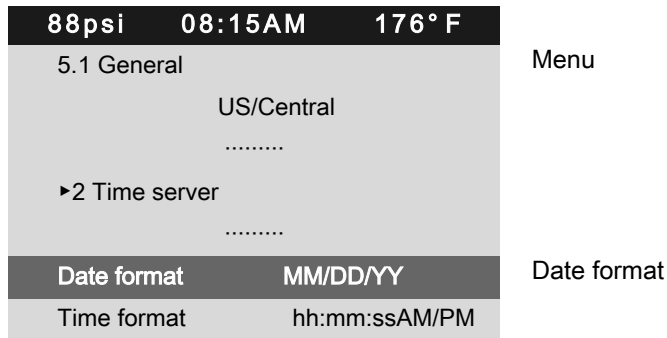 88psi 08:15AM 176°F
5.1 General
Menu
US/Central
.........
▶2 Time server
.........
Date format MM/DD/YY
Date format
Time format hh:mm:ssAM/PM